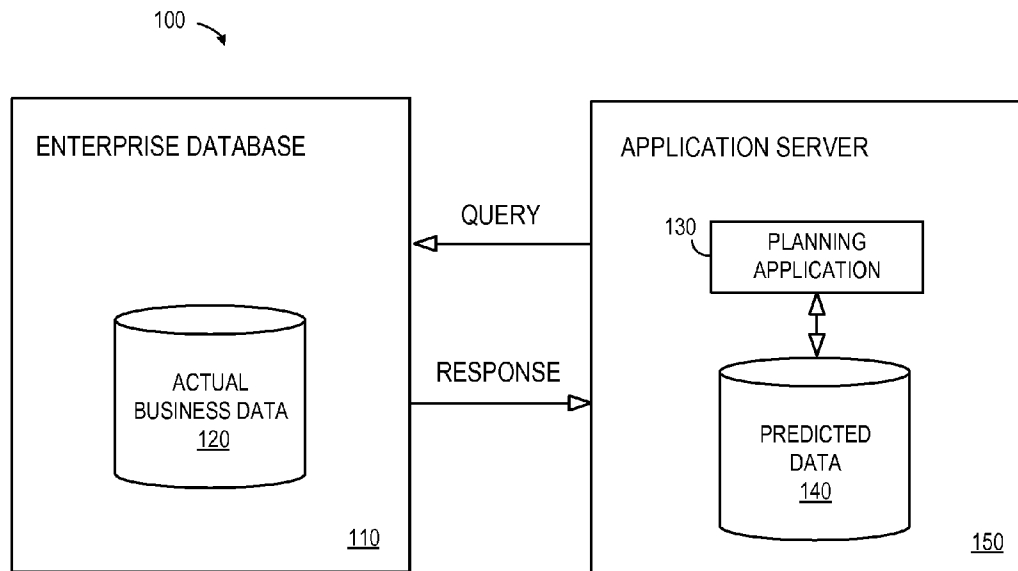 100
ENTERPRISE DATABASE
ACTUAL
BUSINESS DATA
120
110
QUERY
RESPONSE
APPLICATION SERVER
130
PLANNING
APPLICATION
PREDICTED
DATA
140
150